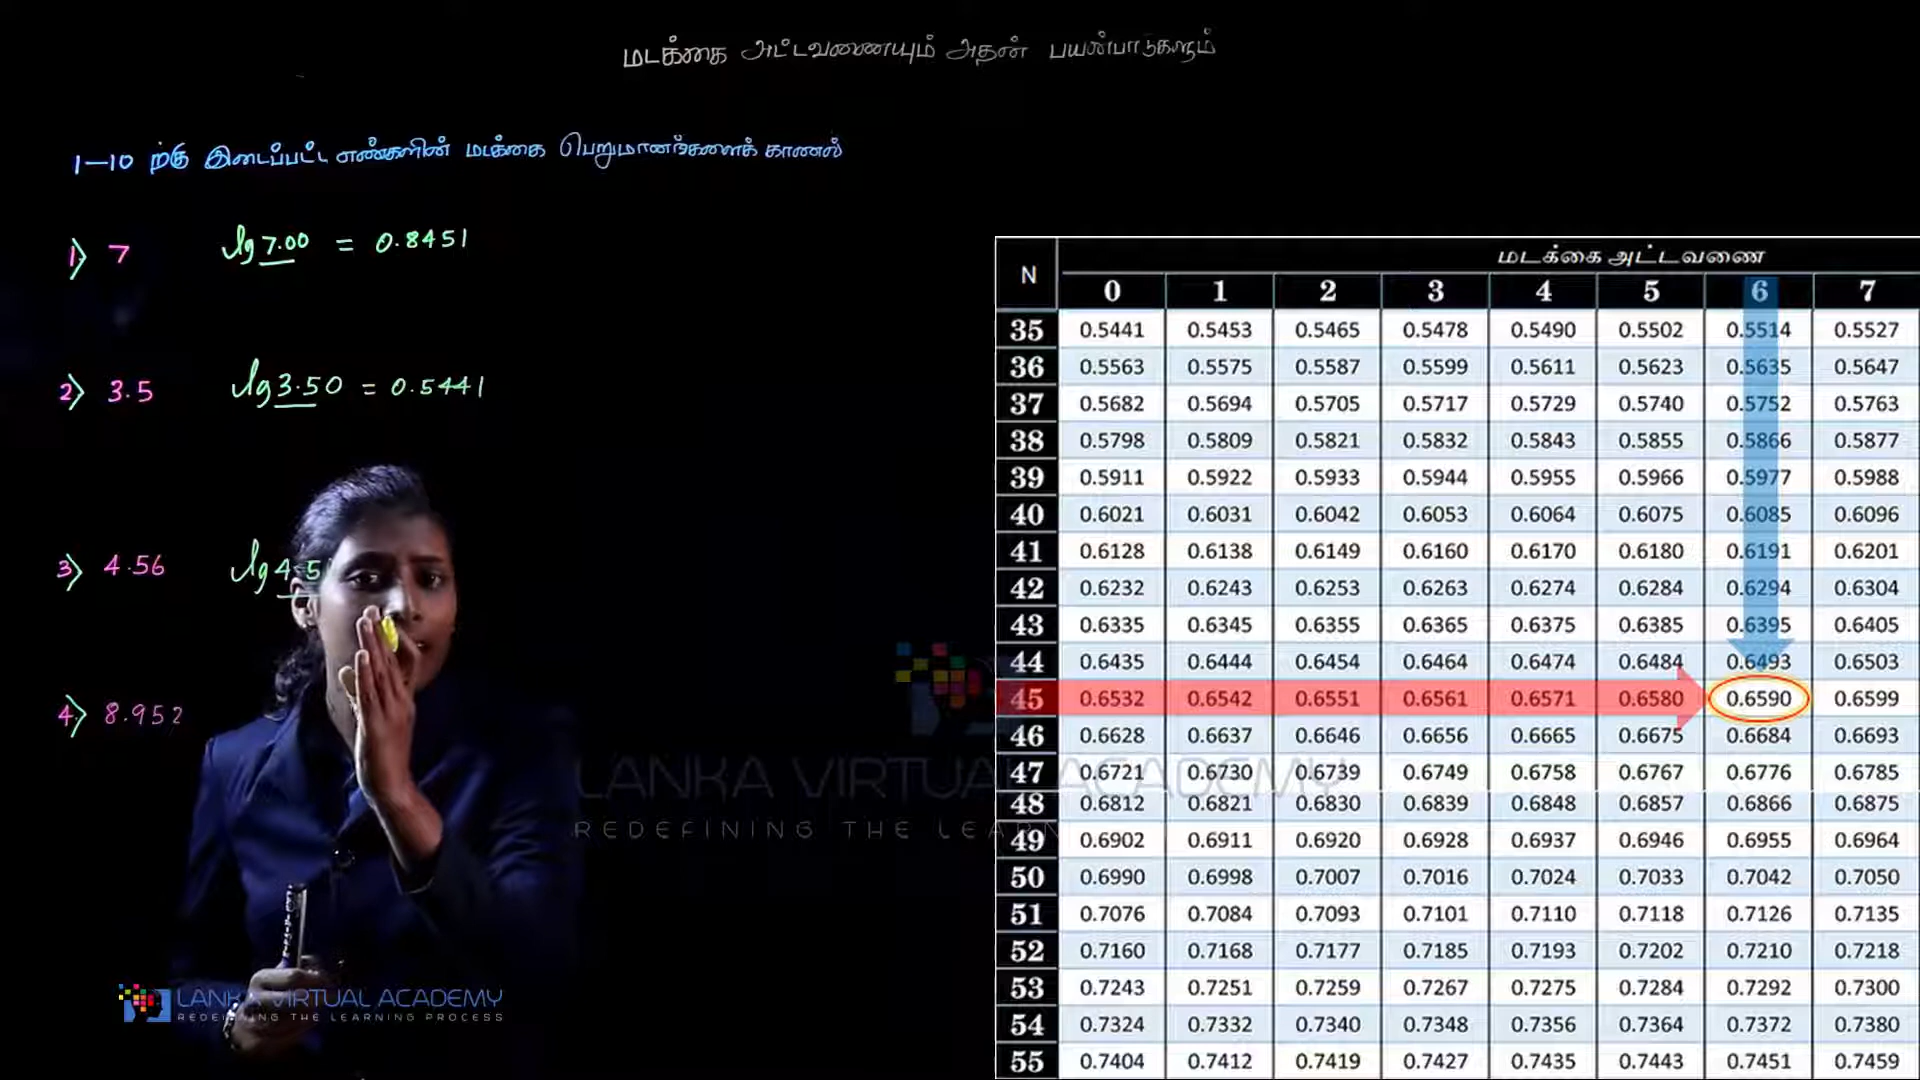 மடக்கை அட்டவணையும் அதன் பயன்பாடுகளும்
1–10 ற்கு இடைப்பட்ட எண்களின் மடக்கை பெறுமானங்களைக் காணல்
1) 7 lg 7.00 = 0.8451
2) 3.5 lg 3.50 = 0.5441
3) 4.56 lg 4.5
4) 8.952
N மடக்கை அட்டவணை
0 1 2 3 4 5 6 7
35 0.5441 0.5453 0.5465 0.5478 0.5490 0.5502 0.5514 0.5527
36 0.5563 0.5575 0.5587 0.5599 0.5611 0.5623 0.5635 0.5647
37 0.5682 0.5694 0.5705 0.5717 0.5729 0.5740 0.5752 0.5763
38 0.5798 0.5809 0.5821 0.5832 0.5843 0.5855 0.5866 0.5877
39 0.5911 0.5922 0.5933 0.5944 0.5955 0.5966 0.5977 0.5988
40 0.6021 0.6031 0.6042 0.6053 0.6064 0.6075 0.6085 0.6096
41 0.6128 0.6138 0.6149 0.6160 0.6170 0.6180 0.6191 0.6201
42 0.6232 0.6243 0.6253 0.6263 0.6274 0.6284 0.6294 0.6304
43 0.6335 0.6345 0.6355 0.6365 0.6375 0.6385 0.6395 0.6405
44 0.6435 0.6444 0.6454 0.6464 0.6474 0.6484 0.6493 0.6503
45 0.6532 0.6542 0.6551 0.6561 0.6571 0.6580 0.6590 0.6599
46 0.6628 0.6637 0.6646 0.6656 0.6665 0.6675 0.6684 0.6693
47 0.6721 0.6730 0.6739 0.6749 0.6758 0.6767 0.6776 0.6785
48 0.6812 0.6821 0.6830 0.6839 0.6848 0.6857 0.6866 0.6875
49 0.6902 0.6911 0.6920 0.6928 0.6937 0.6946 0.6955 0.6964
50 0.6990 0.6998 0.7007 0.7016 0.7024 0.7033 0.7042 0.7050
51 0.7076 0.7084 0.7093 0.7101 0.7110 0.7118 0.7126 0.7135
52 0.7160 0.7168 0.7177 0.7185 0.7193 0.7202 0.7210 0.7218
53 0.7243 0.7251 0.7259 0.7267 0.7275 0.7284 0.7292 0.7300
54 0.7324 0.7332 0.7340 0.7348 0.7356 0.7364 0.7372 0.7380
55 0.7404 0.7412 0.7419 0.7427 0.7435 0.7443 0.7451 0.7459
LANKA VIRTUAL ACADEMY
REDEFINING THE LEARN
LANKA VIRTUAL ACADEMY
REDEFINING THE LEARNING PROCESS